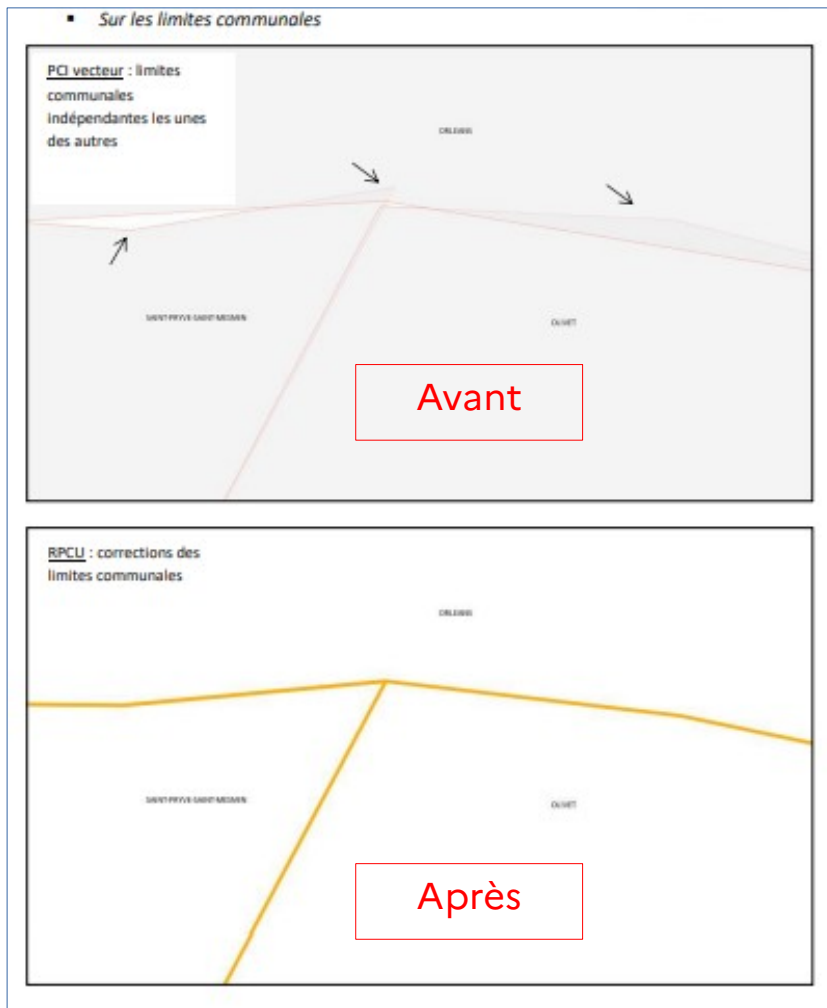 ▪ Sur les limites communales
PCI vecteur : limites
communales
indépendantes les unes
des autres
ORLEANS
SAINT-PRYVE-SAINT-MESMIN
OLIVET
Avant
RPCU : corrections des
limites communales
ORLEANS
SAINT-PRYVE-SAINT-MESMIN
OLIVET
Après